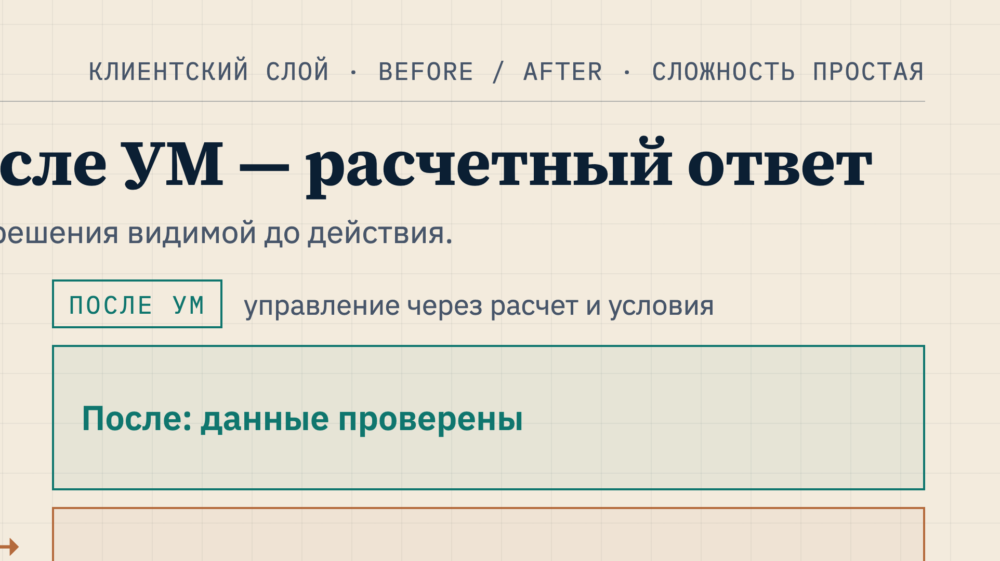 КЛИЕНТСКИЙ СЛОЙ · BEFORE / AFTER · СЛОЖНОСТЬ ПРОСТАЯ
сле УМ — расчетный ответ
решения видимой до действия.
ПОСЛЕ УМ управление через расчет и условия
После: данные проверены